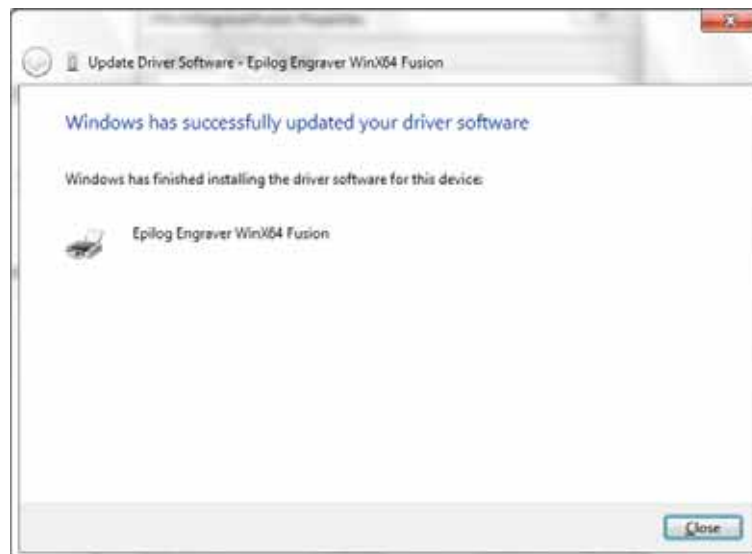 Update Driver Software - Epilog Engraver WinX64 Fusion
Windows has successfully updated your driver software
Windows has finished installing the driver software for this device:
Epilog Engraver WinX64 Fusion
Close